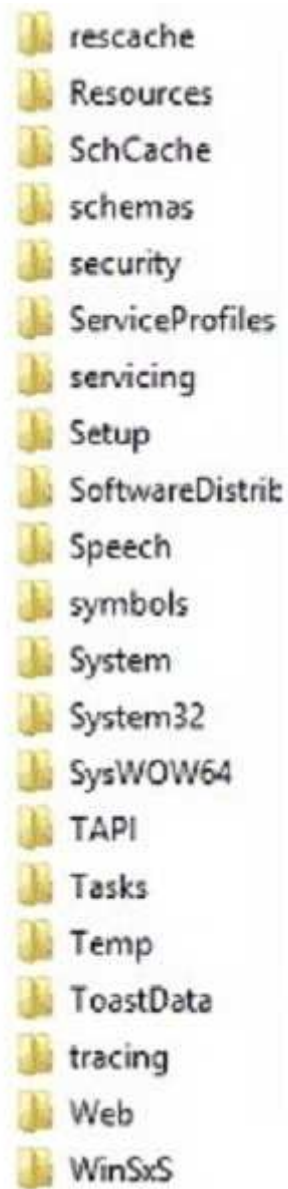 rescache
Resources
SchCache
schemas
security
ServiceProfiles
servicing
Setup
SoftwareDistrib
Speech
symbols
System
System32
SysWOW64
TAPI
Tasks
Temp
ToastData
tracing
Web
WinSxS